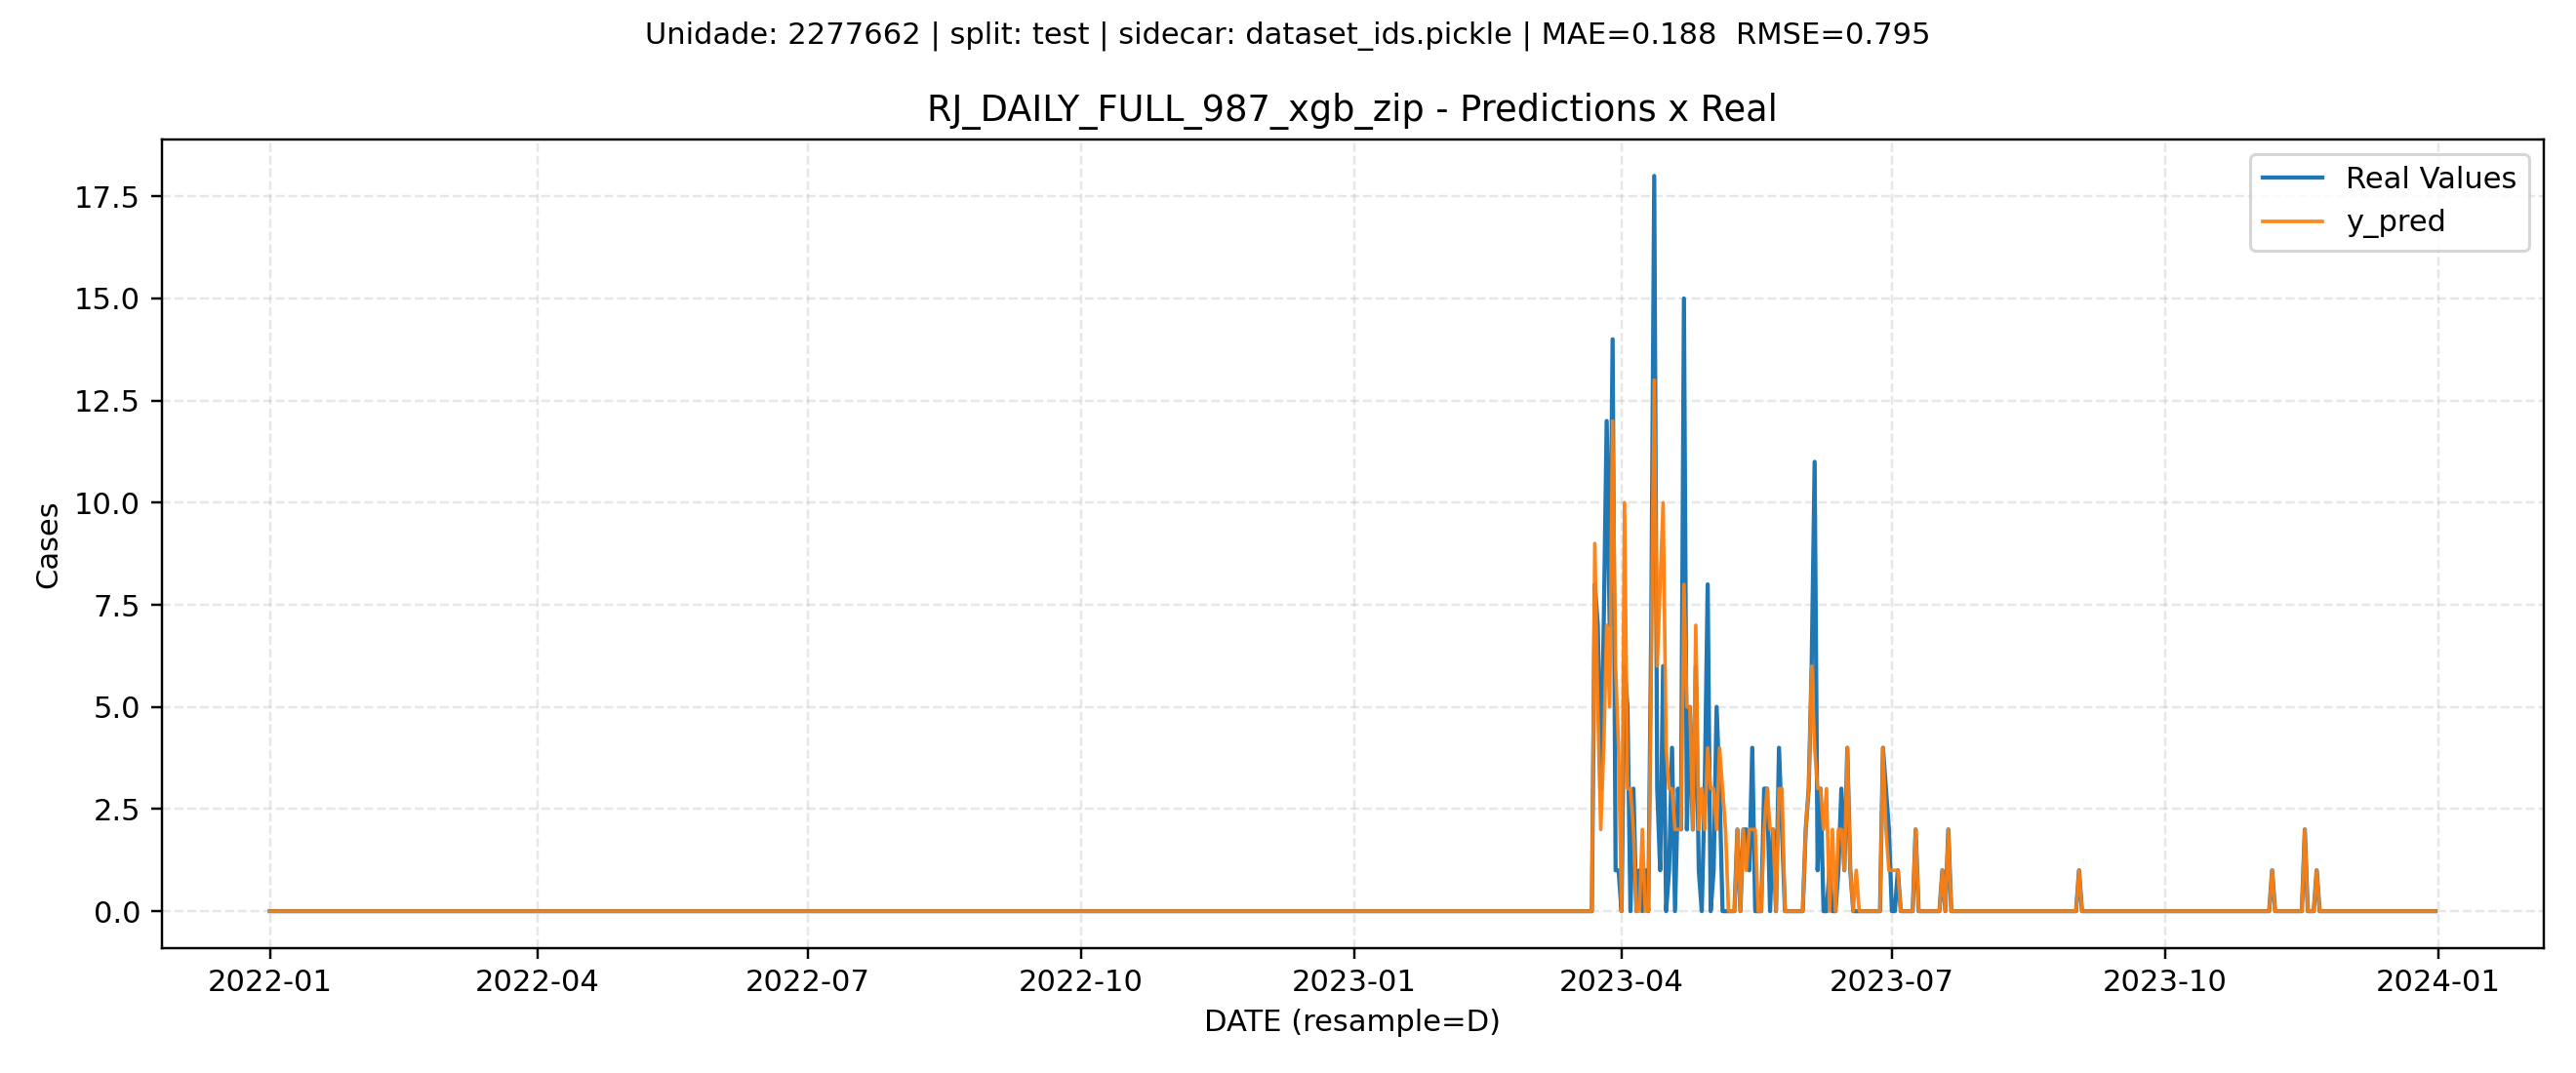 Unidade: 2277662 | split: test | sidecar: dataset_ids.pickle | MAE=0.188  RMSE=0.795
RJ_DAILY_FULL_987_xgb_zip - Predictions x Real
Real Values
y_pred
17.5
15.0
12.5
10.0
7.5
5.0
2.5
0.0
Cases
2022-01 2022-04 2022-07 2022-10 2023-01 2023-04 2023-07 2023-10 2024-01
DATE (resample=D)